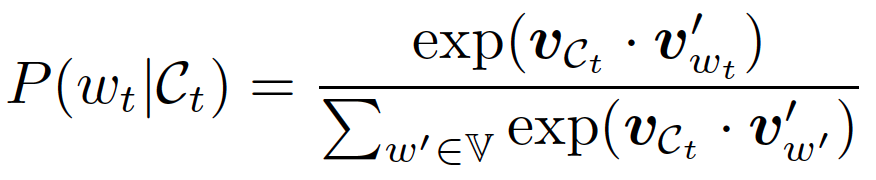 P(w_t|\mathcal{C}_t) = \frac{\exp(\boldsymbol{v}_{\mathcal{C}_t} \cdot \boldsymbol{v}'_{w_t})}{\sum_{w' \in \mathbb{V}} \exp(\boldsymbol{v}_{\mathcal{C}_t} \cdot \boldsymbol{v}'_{w'})}